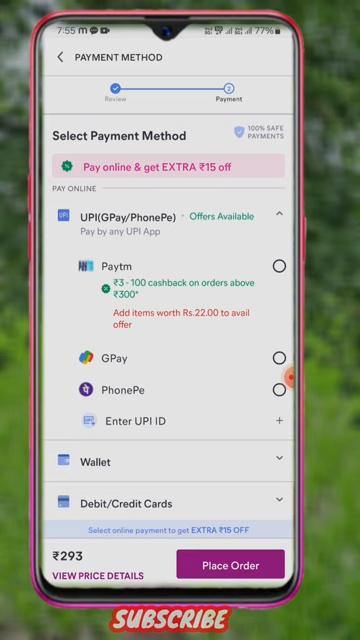 7:55
77%
PAYMENT METHOD
2
Review
Payment
Select Payment Method
100% SAFE
PAYMENTS
Pay online & get EXTRA ₹15 off
PAY ONLINE
UPI
UPI(GPay/PhonePe) • Offers Available
Pay by any UPI App
Paytm
₹3 - 100 cashback on orders above
₹300*
Add items worth Rs.22.00 to avail
offer
GPay
PhonePe
Enter UPI ID
Wallet
Debit/Credit Cards
Select online payment to get EXTRA ₹15 OFF
₹293
VIEW PRICE DETAILS
Place Order
SUBSCRIBE